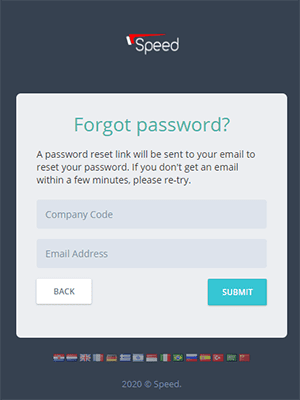 Speed
Forgot password?
A password reset link will be sent to your email to
reset your password. If you don't get an email
within a few minutes, please re-try.
Company Code
Email Address
BACK
SUBMIT
2020 © Speed.